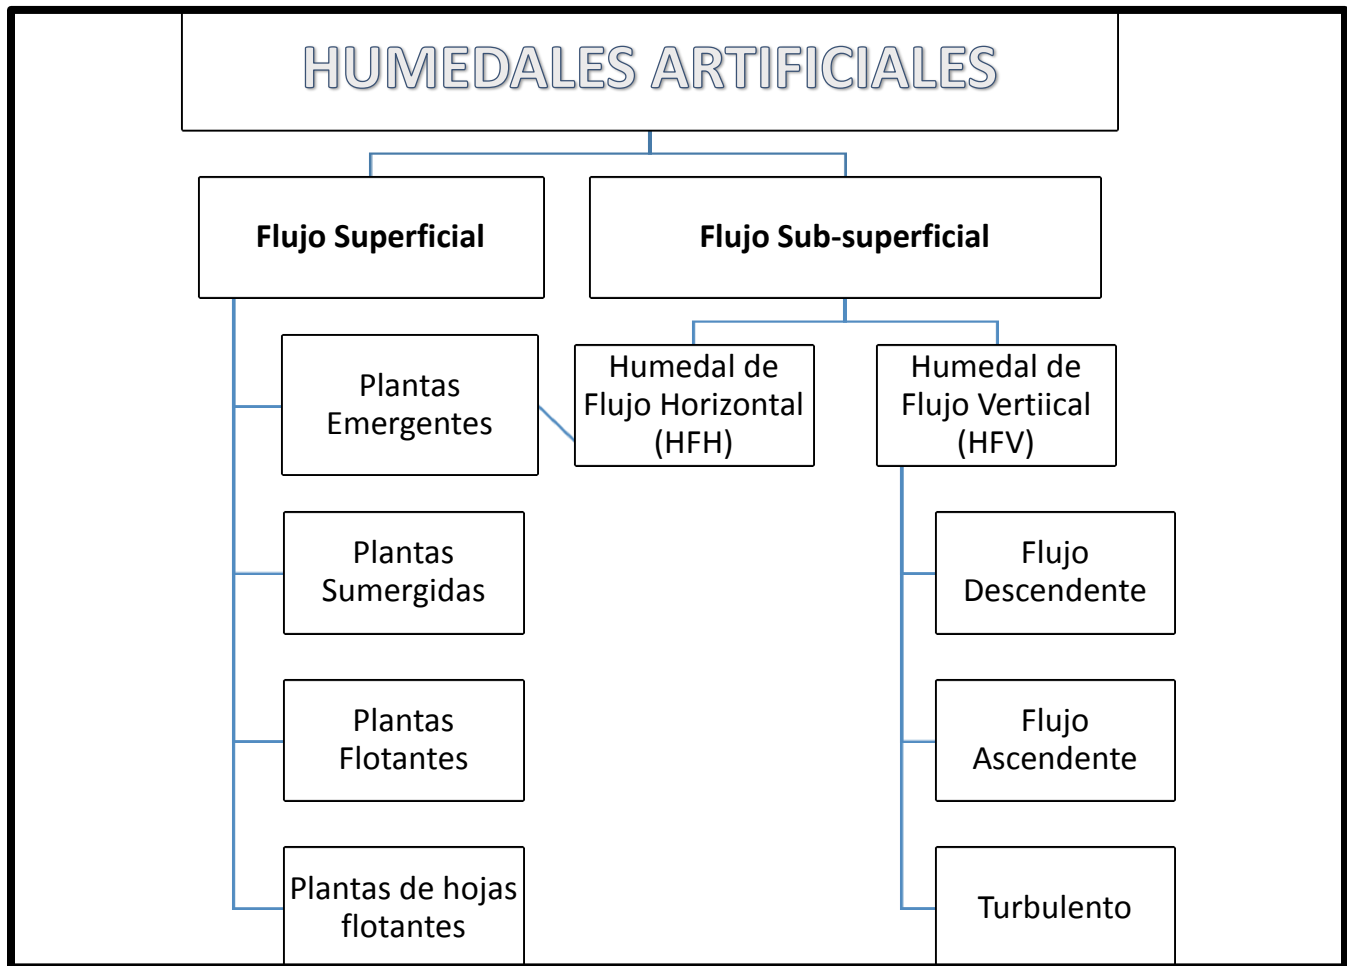 HUMEDALES ARTIFICIALES
Flujo Superficial
Flujo Sub-superficial
Plantas
Emergentes
Humedal de
Flujo Horizontal
(HFH)
Humedal de
Flujo Vertiical
(HFV)
Plantas
Sumergidas
Flujo
Descendente
Plantas
Flotantes
Flujo
Ascendente
Plantas de hojas
flotantes
Turbulento